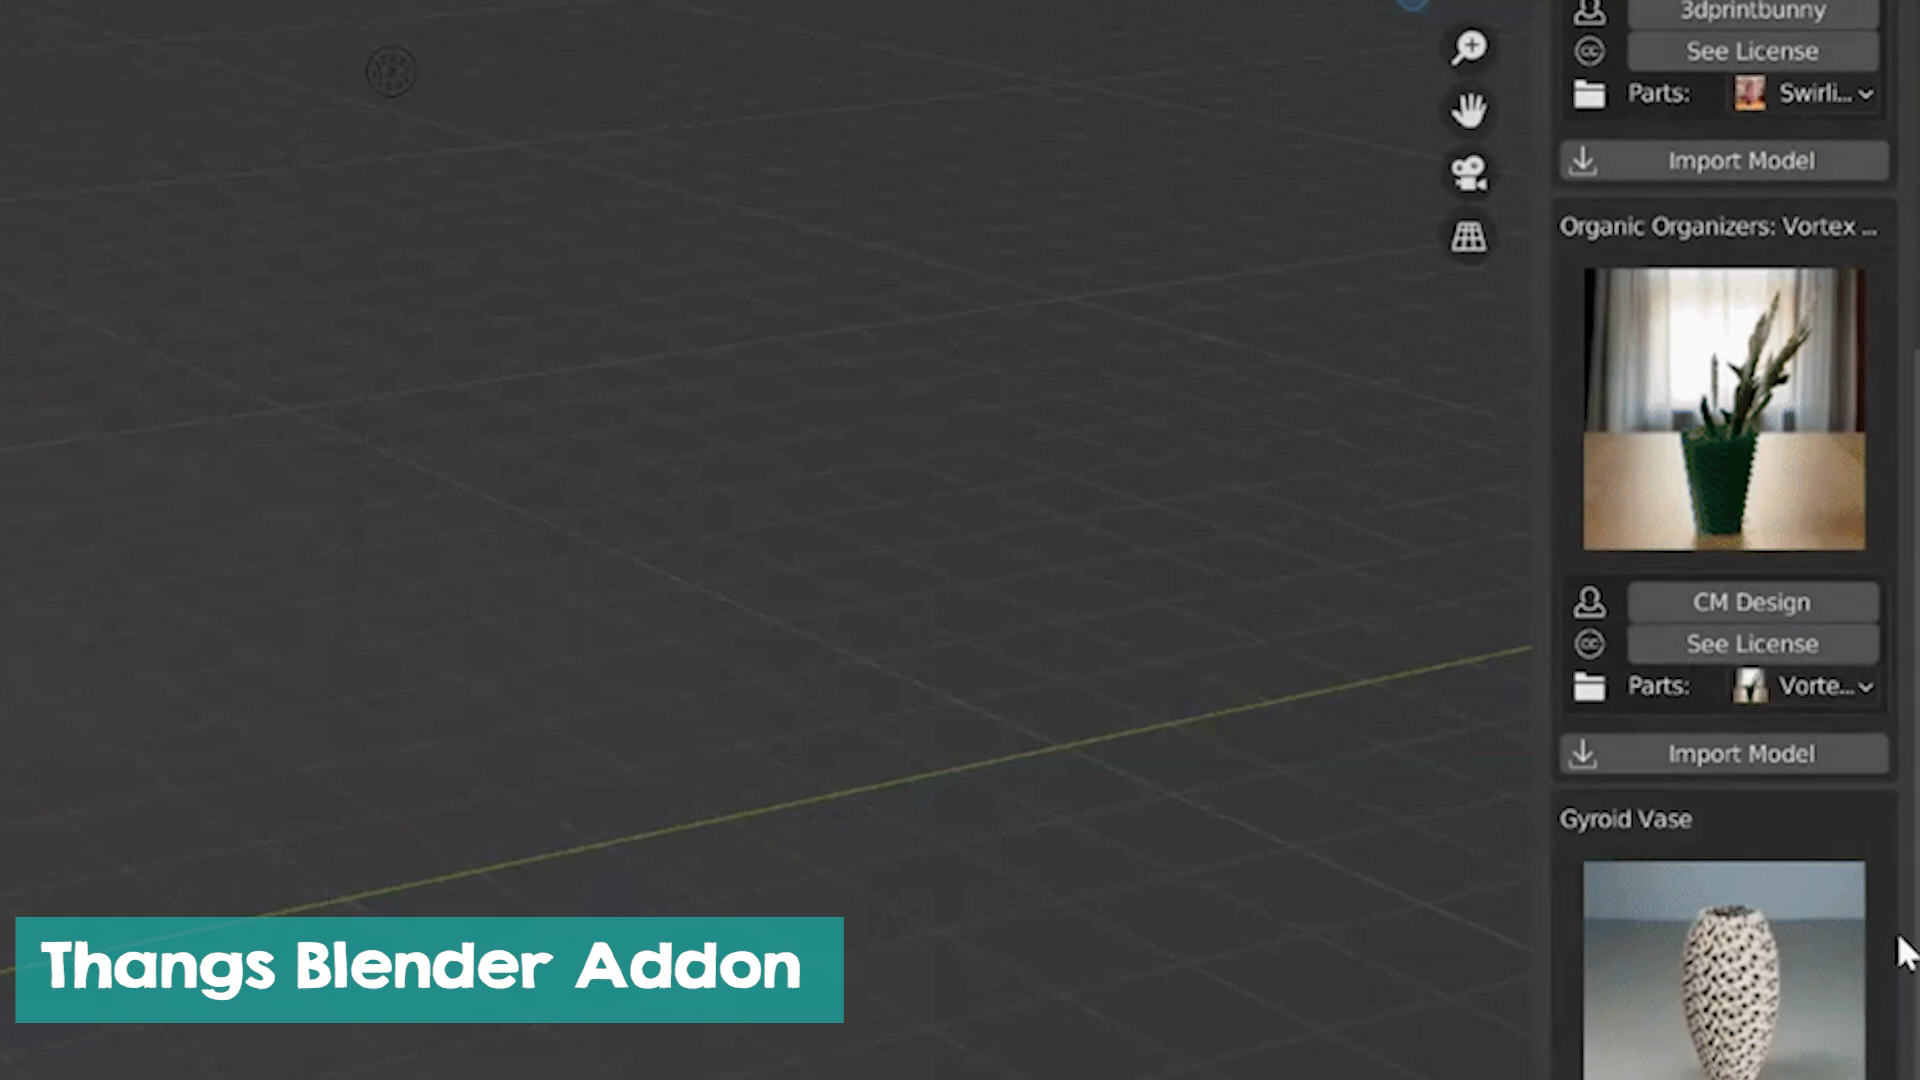 3dprintbunny
See License
Parts: Swirli...
Import Model
Organic Organizers: Vortex ...
CM Design
See License
Parts: Vorte...
Import Model
Gyroid Vase
Thangs Blender Addon